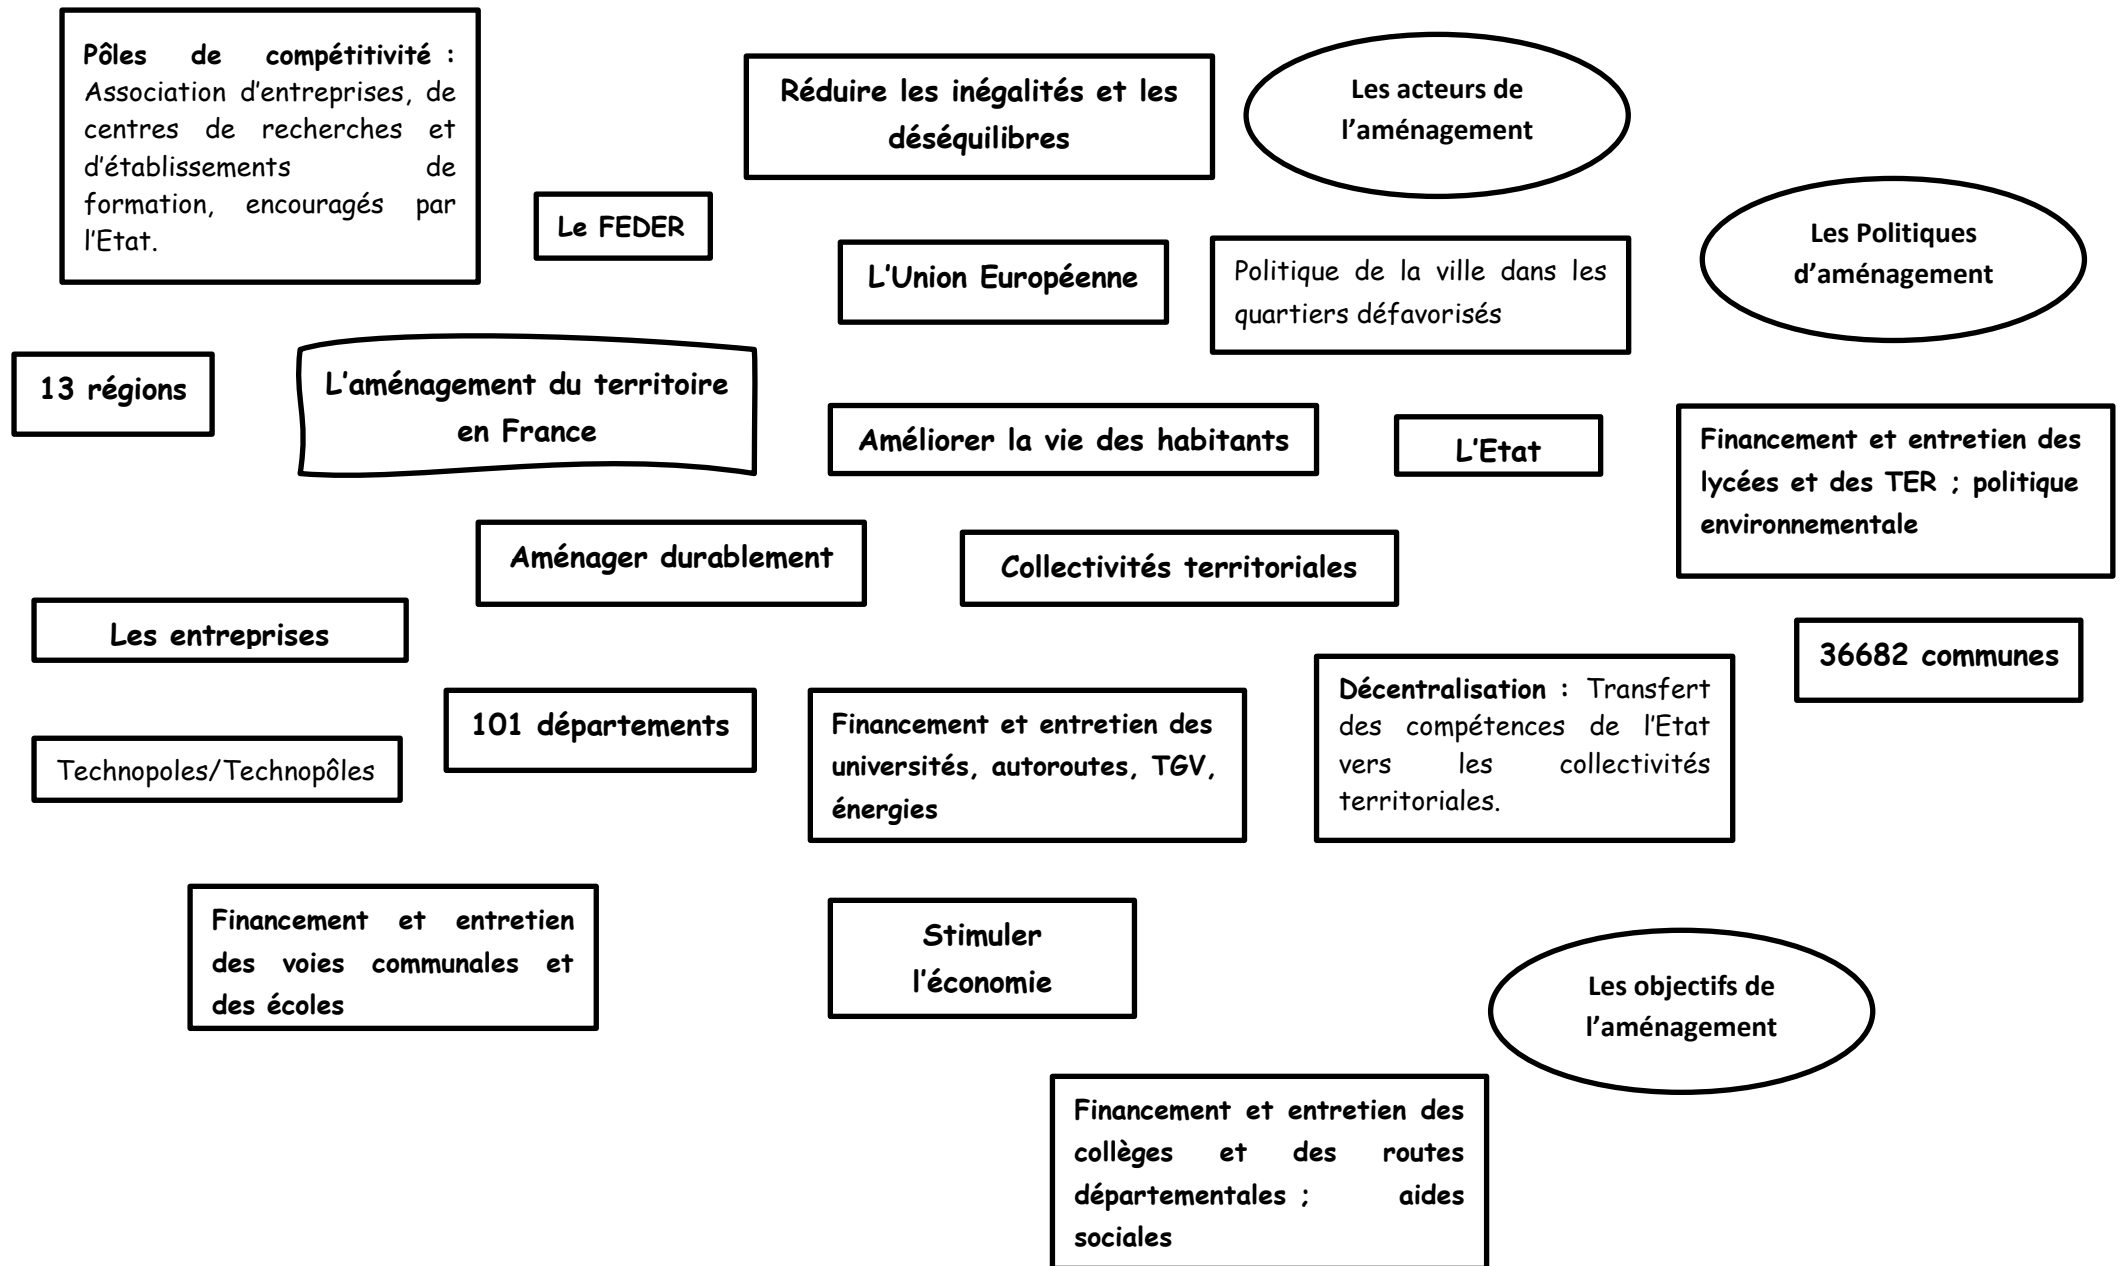 Pôles de compétitivité :
Association d'entreprises, de
centres de recherches et
d'établissements de
formation, encouragés par
l'Etat.
Réduire les inégalités et les
déséquilibres
Les acteurs de
l'aménagement
Le FEDER
L'Union Européenne
Politique de la ville dans les
quartiers défavorisés
Les Politiques
d'aménagement
13 régions
L'aménagement du territoire
en France
Améliorer la vie des habitants
L'Etat
Financement et entretien des
lycées et des TER ; politique
environnementale
Aménager durablement
Collectivités territoriales
Les entreprises
36682 communes
101 départements
Financement et entretien des
universités, autoroutes, TGV,
énergies
Décentralisation : Transfert
des compétences de l'Etat
vers les collectivités
territoriales.
Technopoles/Technopôles
Financement et entretien
des voies communales et
des écoles
Stimuler
l'économie
Les objectifs de
l'aménagement
Financement et entretien des
collèges et des routes
départementales ; aides
sociales